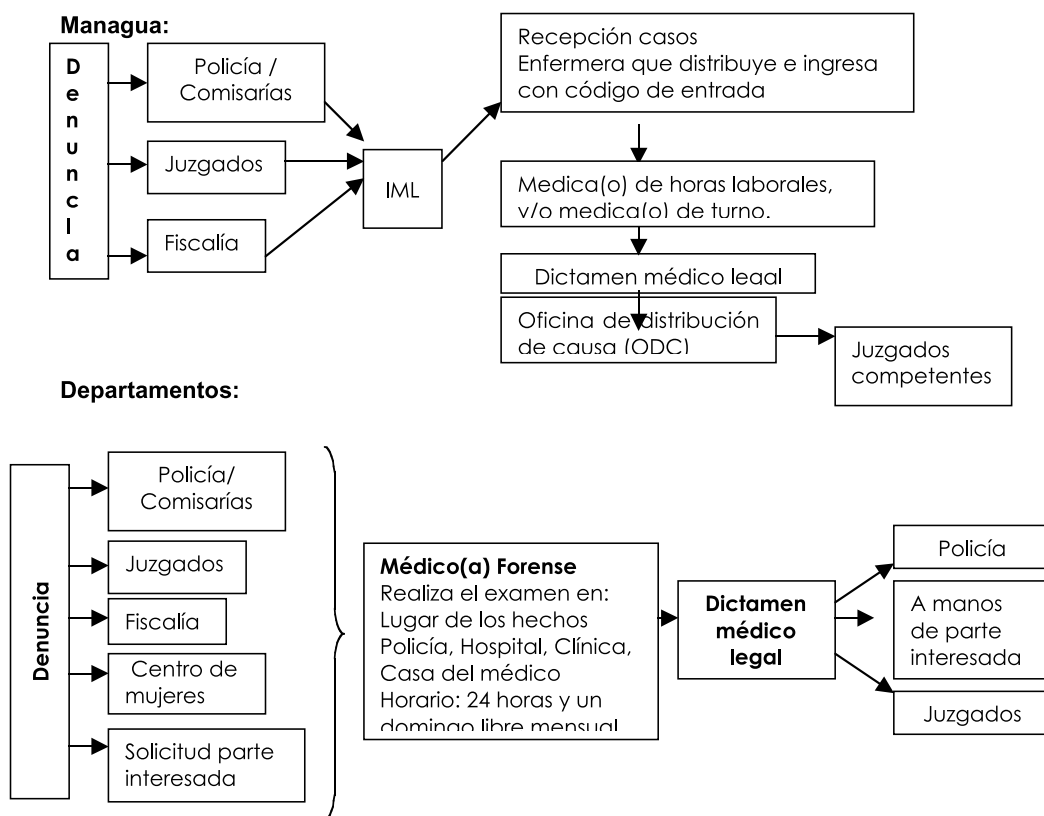 Managua:
Denuncia
Policía /
Comisarías
Juzgados
Fiscalía
IML
Recepción casos
Enfermera que distribuye e ingresa
con código de entrada
Medica(o) de horas laborales,
y/o medica(o) de turno.
Dictamen médico legal
Oficina de distribución
de causa (ODC)
Juzgados
competentes
Departamentos:
Denuncia
Policía/
Comisarías
Juzgados
Fiscalía
Centro de
mujeres
Solicitud parte
interesada
Médico(a) Forense
Realiza el examen en:
Lugar de los hechos
Policía, Hospital, Clínica,
Casa del médico
Horario: 24 horas y un
domingo libre mensual
Dictamen
médico
legal
Policía
A manos
de parte
interesada
Juzgados